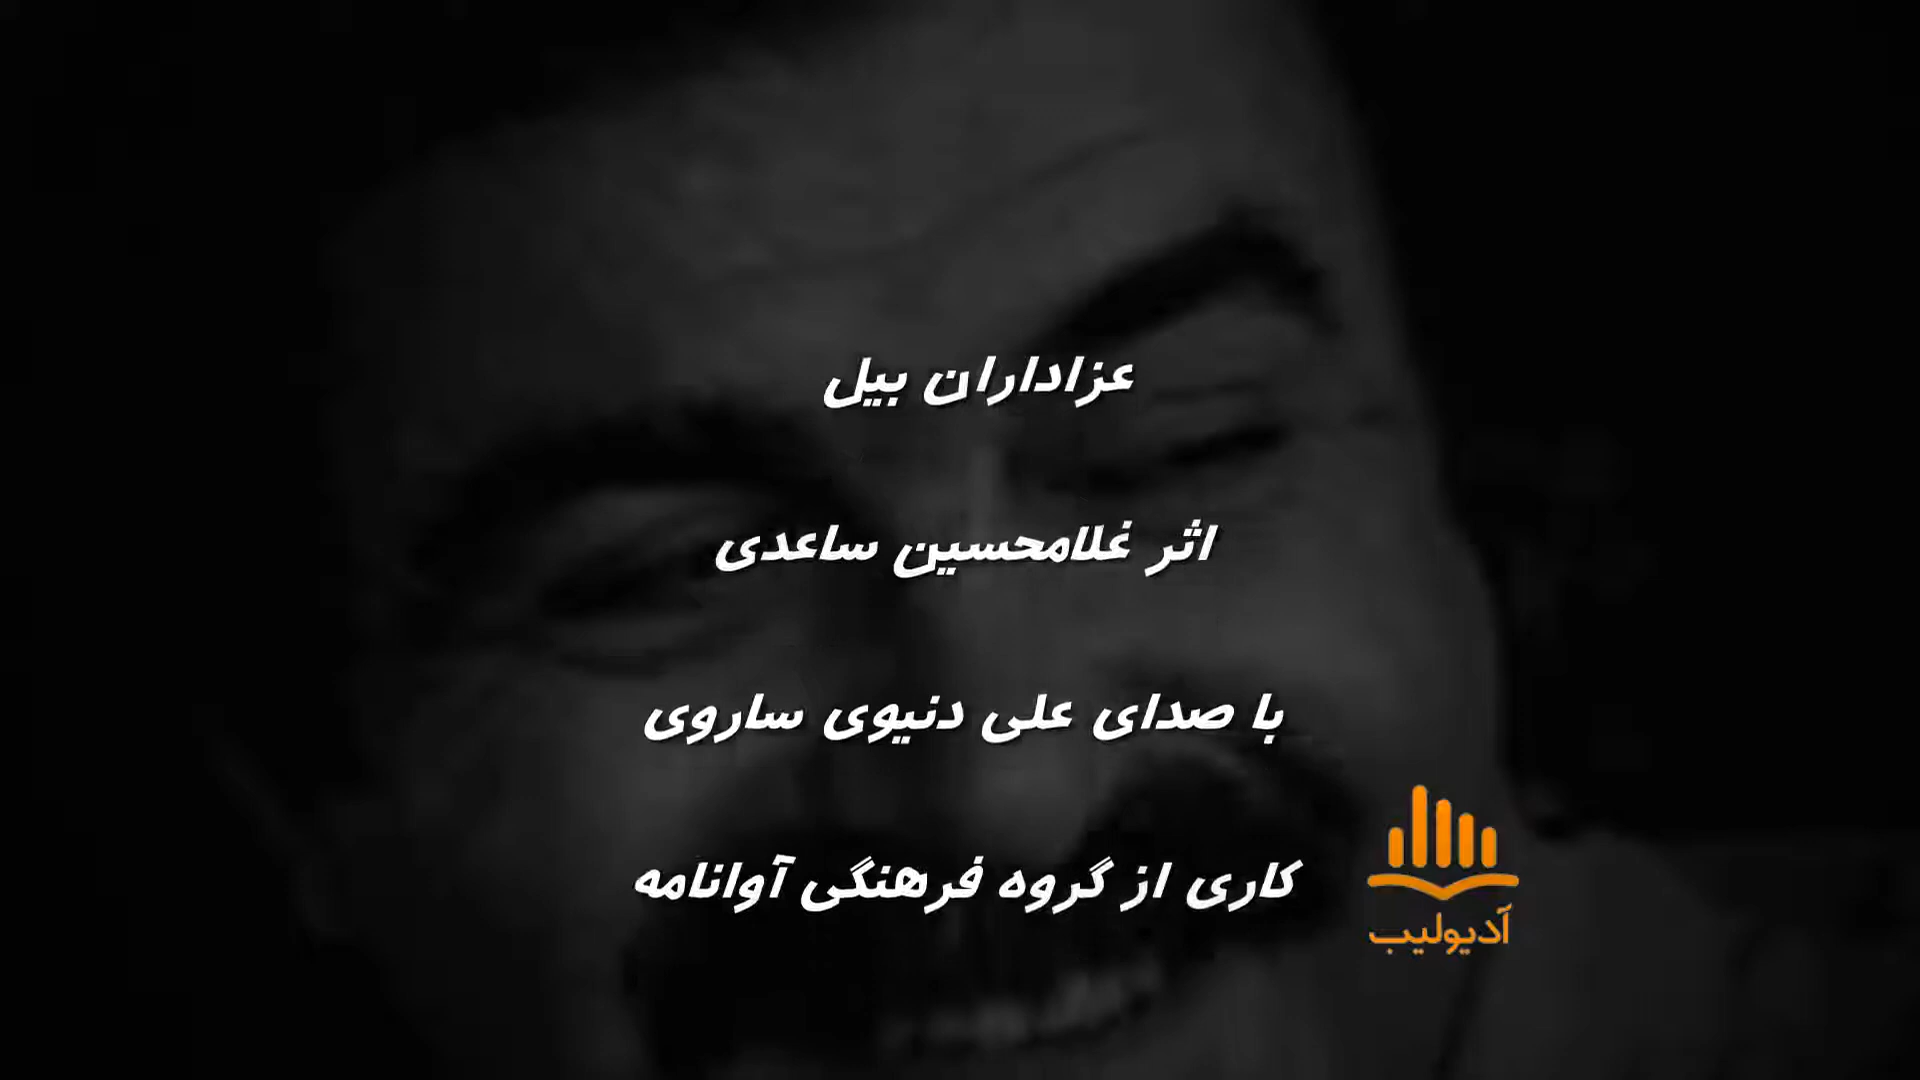 عزاداران بیل
اثر غلامحسین ساعدی
با صدای علی دنیوی ساروی
کاری از گروه فرهنگی آوانامه
آدیولیب